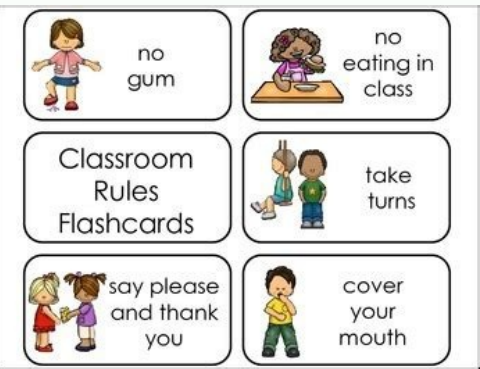 no
gum
no
eating in
class
Classroom
Rules
Flashcards
take
turns
say please
and thank
you
cover
your
mouth